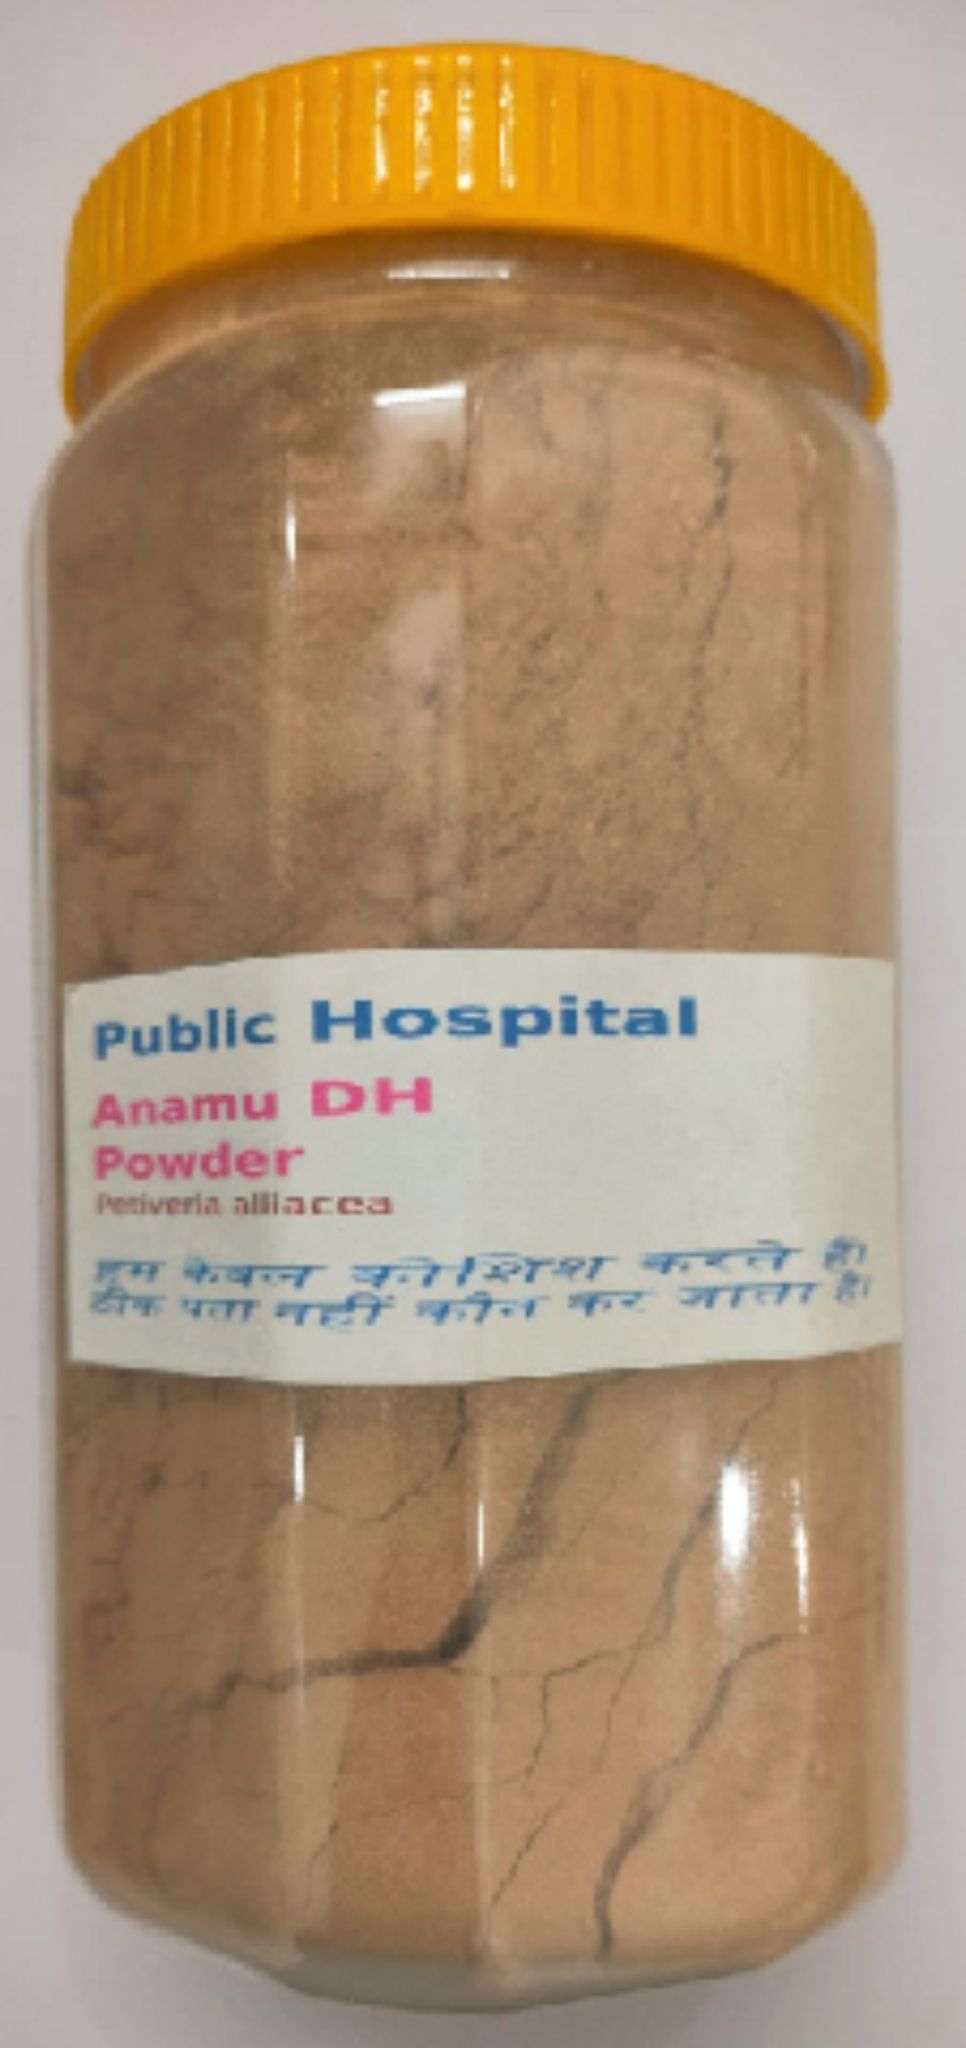 Public Hospital
Anamu DH
Powder
Petiveria alliacea
हम केवल कोशिश करते हैं।
ठीक पता नहीं कौन कर जाता है।